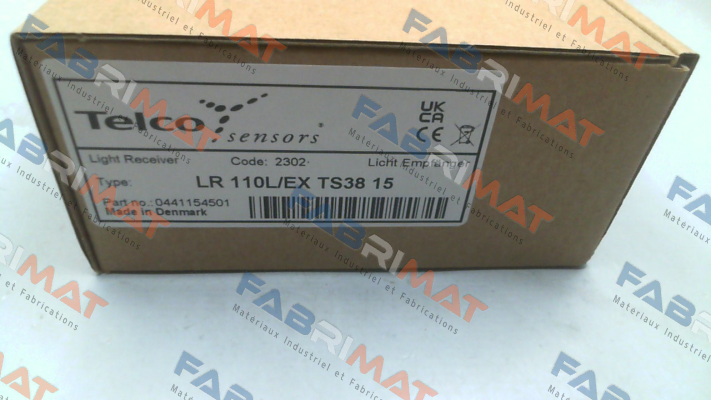 Telco sensors®
UK CA CE
Light Receiver Code: 2302 Licht Empfänger
Type: LR 110L/EX TS38 15
Part no.: 0441154501
Made in Denmark
FABRIMAT
Matériaux Industriel et Fabrications